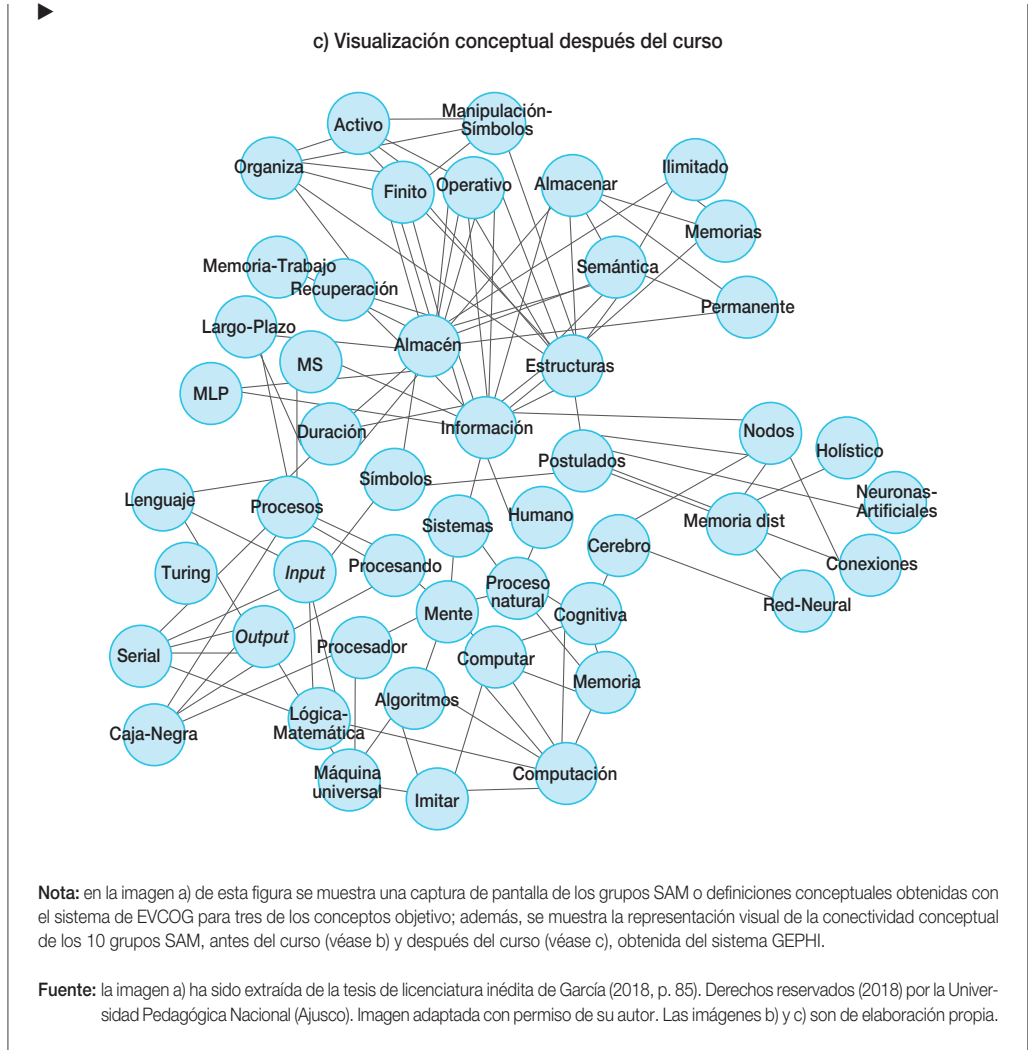 c) Visualización conceptual después del curso
Activo
Manipulación-
Símbolos
Organiza
Finito
Operativo
Almacenar
Ilimitado
Memorias
Memoria-Trabajo
Recuperación
Semántica
Permanente
Largo-Plazo
Almacén
MS
Estructuras
MLP
Duración
Información
Nodos
Holístico
Postulados
Símbolos
Lenguaje
Procesos
Sistemas
Humano
Memoria dist
Neuronas-
Artificiales
Cerebro
Turing
Input
Procesando
Proceso
natural
Conexiones
Red-Neural
Mente
Cognitiva
Serial
Output
Procesador
Computar
Memoria
Algoritmos
Caja-Negra
Lógica-
Matemática
Máquina
universal
Imitar
Computación
Nota: en la imagen a) de esta figura se muestra una captura de pantalla de los grupos SAM o definiciones conceptuales obtenidas con
el sistema de EVCOG para tres de los conceptos objetivo; además, se muestra la representación visual de la conectividad conceptual
de los 10 grupos SAM, antes del curso (véase b) y después del curso (véase c), obtenida del sistema GEPHI.
Fuente: la imagen a) ha sido extraída de la tesis de licenciatura inédita de García (2018, p. 85). Derechos reservados (2018) por la Univer-
sidad Pedagógica Nacional (Ajusco). Imagen adaptada con permiso de su autor. Las imágenes b) y c) son de elaboración propia.